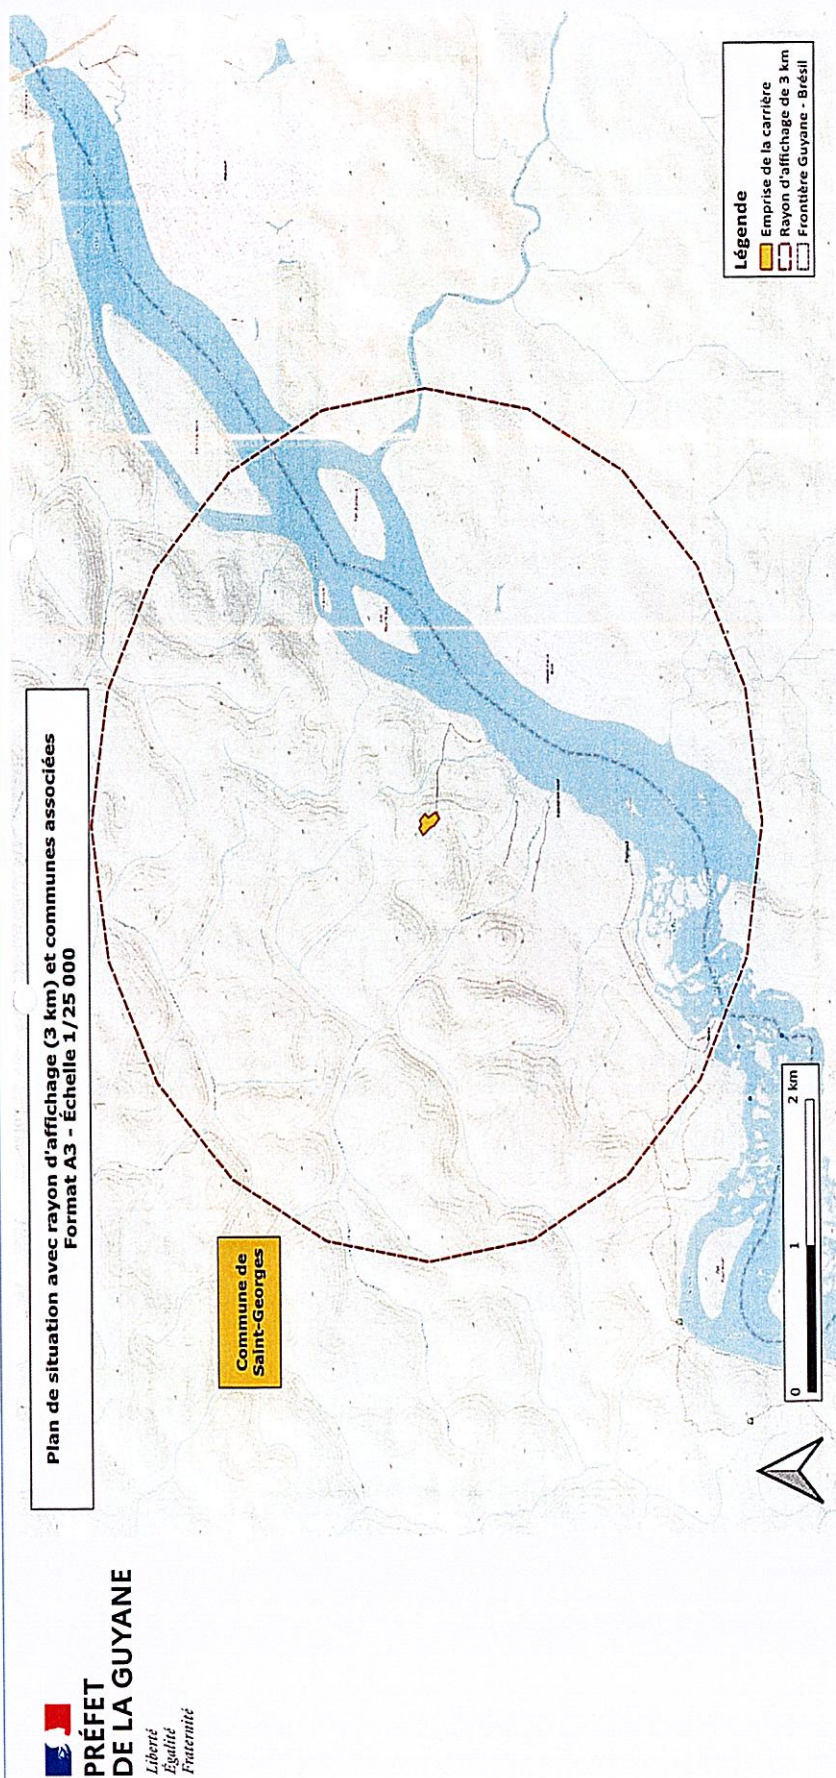 PRÉFET
DE LA GUYANE
Liberté
Égalité
Fraternité
Plan de situation avec rayon d'affichage (3 km) et communes associées
Format A3 - Échelle 1/25 000
Commune de
Saint-Georges
0 1 2 km
Légende
Emprise de la carrière
Rayon d'affichage de 3 km
Frontière Guyane - Brésil